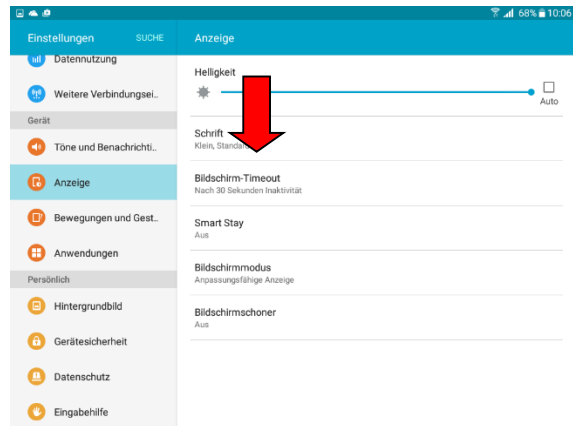 68% 10:06
Einstellungen SUCHE
Anzeige
Datennutzung
Weitere Verbindungsei..
Gerät
Töne und Benachrichti..
Anzeige
Bewegungen und Gest..
Anwendungen
Persönlich
Hintergrundbild
Gerätesicherheit
Datenschutz
Eingabehilfe
Helligkeit
Auto
Schrift
Klein, Standa
Bildschirm-Timeout
Nach 30 Sekunden Inaktivität
Smart Stay
Aus
Bildschirmmodus
Anpassungsfähige Anzeige
Bildschirmschoner
Aus